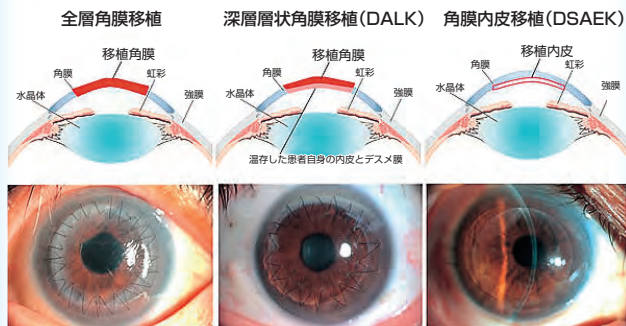 全層角膜移植
深層層状角膜移植(DALK)
角膜内皮移植(DSAEK)
移植角膜
角膜
虹彩
水晶体
強膜
移植角膜
角膜
虹彩
水晶体
強膜
温存した患者自身の内皮とデスメ膜
移植内皮
角膜
虹彩
水晶体
強膜